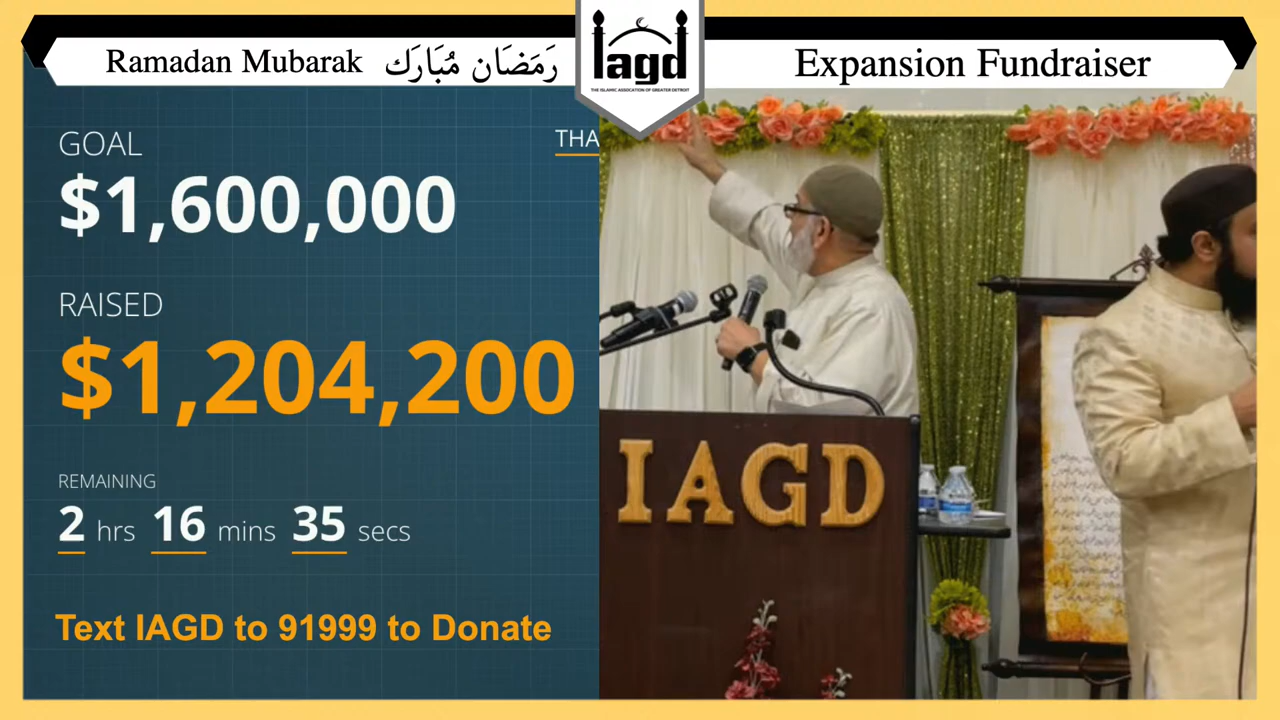 Ramadan Mubarak رَمَضَان مُبَارَك
Iagd
THE ISLAMIC ASSOCATION OF GREATER DETROIT
Expansion Fundraiser
GOAL
$1,600,000
THA
RAISED
$1,204,200
REMAINING
2 hrs 16 mins 35 secs
Text IAGD to 91999 to Donate
IAGD